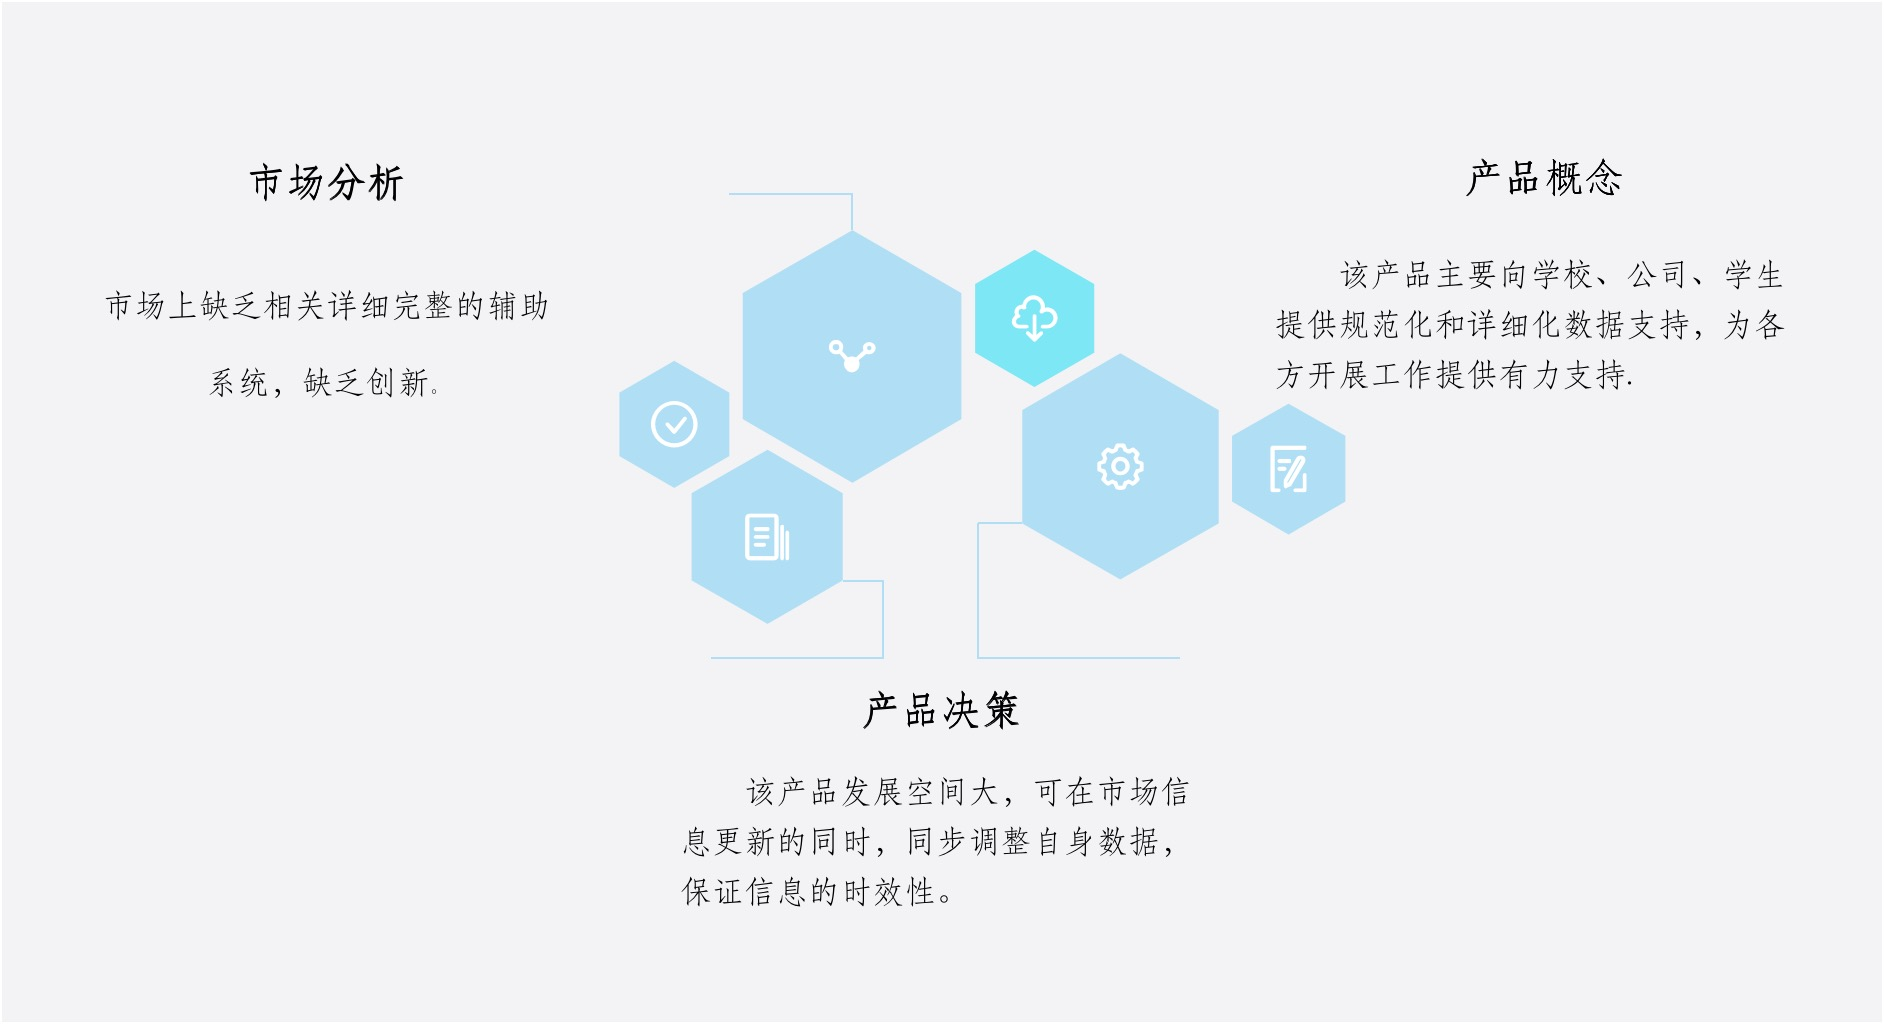 市场分析
市场上缺乏相关详细完整的辅助
系统，缺乏创新。
产品概念
该产品主要向学校、公司、学生
提供规范化和详细化数据支持，为各
方开展工作提供有力支持.
产品决策
该产品发展空间大，可在市场信
息更新的同时，同步调整自身数据，
保证信息的时效性。